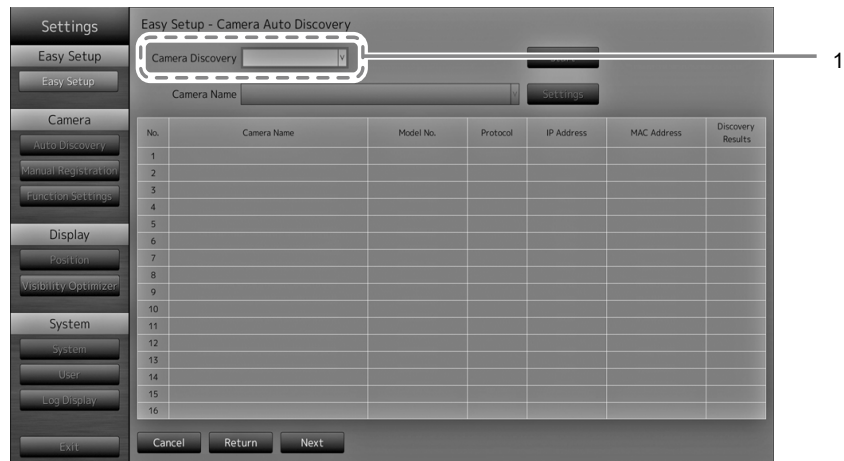 Settings
Easy Setup
Easy Setup
Camera
Auto Discovery
Manual Registration
Function Settings
Display
Position
Visibility Optimizer
System
System
User
Log Display
Exit
Easy Setup - Camera Auto Discovery
Camera Discovery
Camera Name
Settings
No. Camera Name Model No. Protocol IP Address MAC Address Discovery Results
1
2
3
4
5
6
7
8
9
10
11
12
13
14
15
16
Cancel Return Next
1